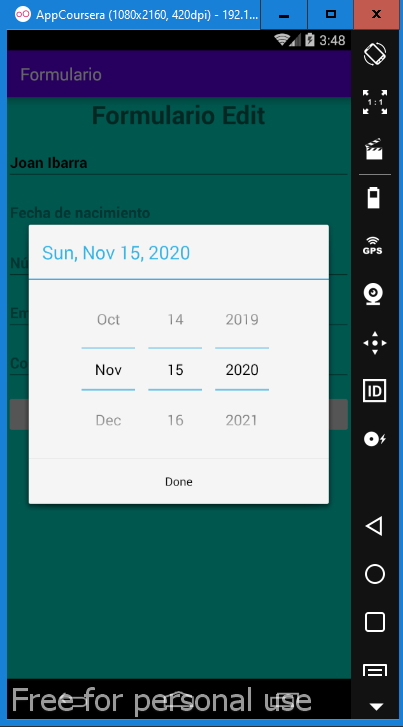 AppCoursera (1080x2160, 420dpi) - 192.1...
3:48
Formulario
Formulario Edit
Joan Ibarra
Fecha de nacimiento
Nú
Em
Co
Sun, Nov 15, 2020
Oct 14 2019
Nov 15 2020
Dec 16 2021
Done
1:1
GPS
ID
Free for personal use